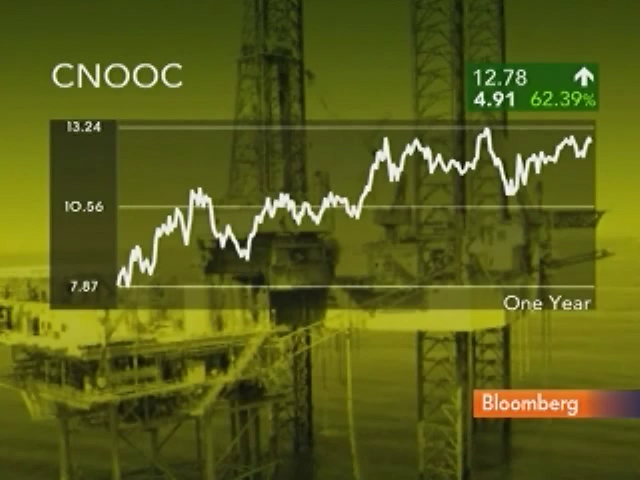 CNOOC
12.78
4.91 62.39%
13.24
10.56
7.87
One Year
Bloomberg